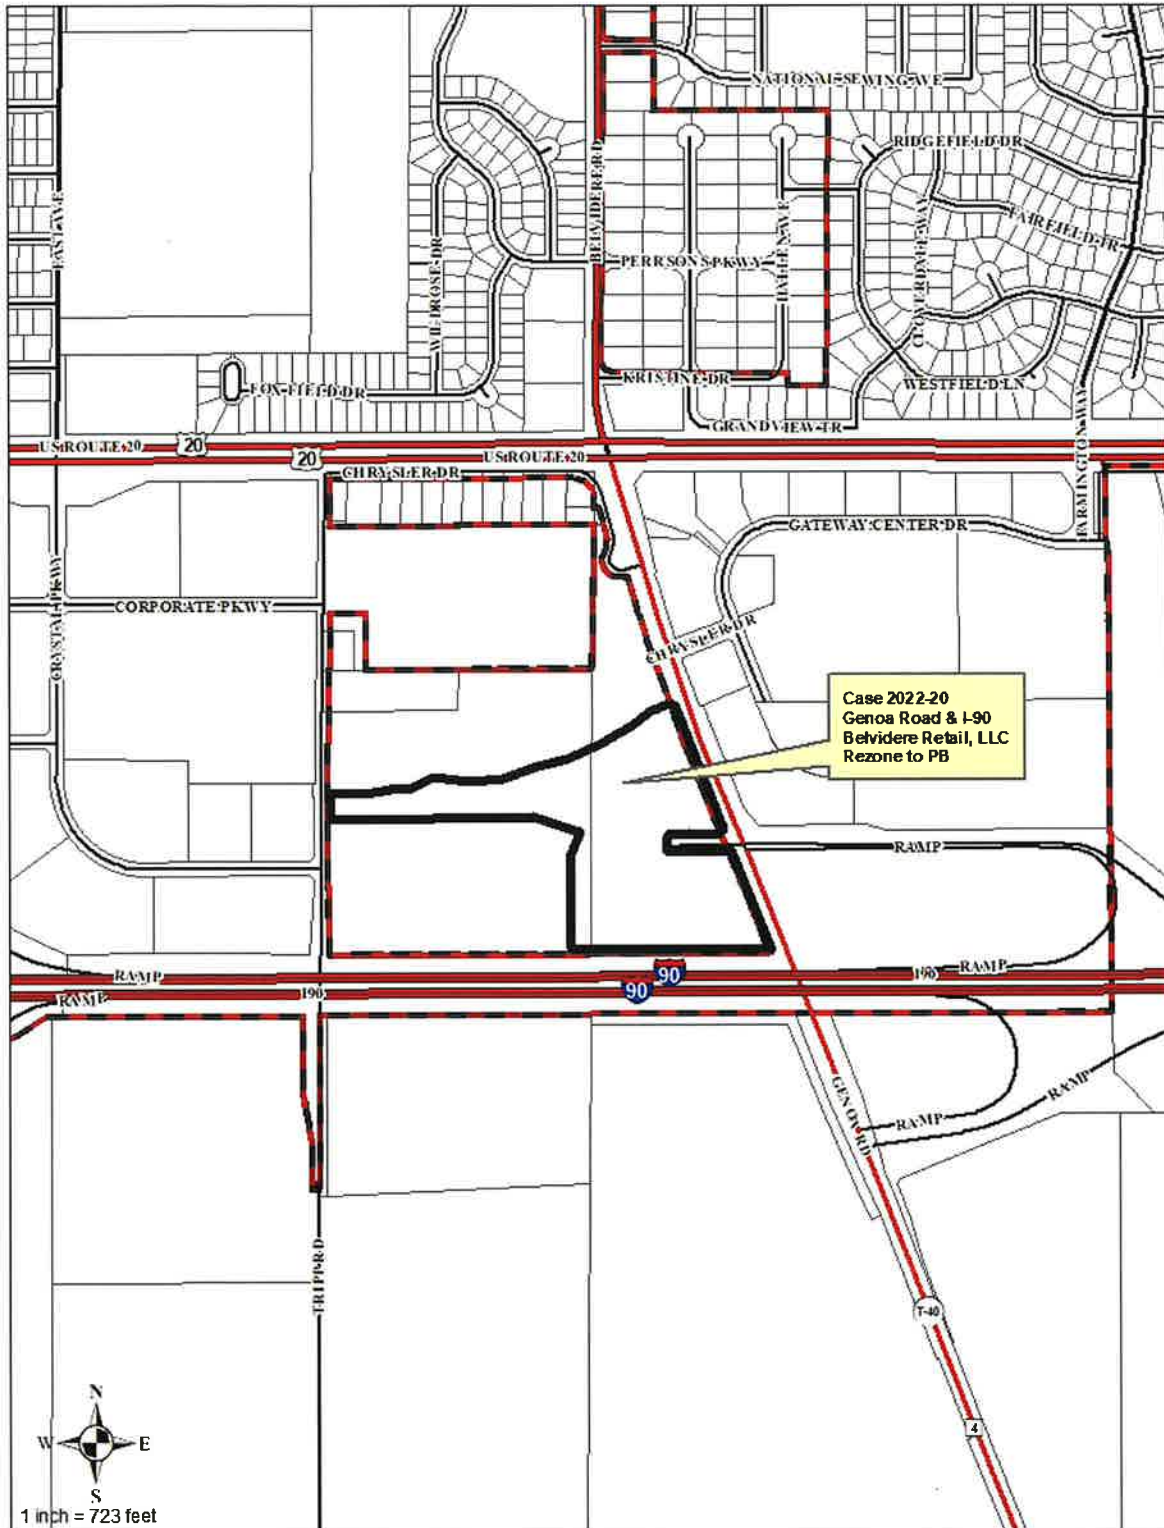 NATIONAL SEWING AVE
RIDGEFIELD DR
EAST AVE
BELVIDERE RD
CLOVERDALE WAY
FAIRFIELD TR
WILDROSE DR
PERRSONS PKWY
HALLEN AVE
FOXFIELD DR
KRISTINE DR
WESTFIELD LN
GRANDVIEW TR
FARMINGTON WAY
US ROUTE 20
20
20
US ROUTE 20
CHRYSLER DR
GATEWAY CENTER DR
CRYSTAL PKWY
CORPORATE PKWY
CHRYSLER DR
Case 2022-20
Genoa Road & I-90
Belvidere Retail, LLC
Rezone to PB
RAMP
RAMP
90
I90
RAMP
RAMP
I90
90
GENOA RD
RAMP
RAMP
TRIPP RD
T-40
4
N
W
E
S
1 inch = 723 feet